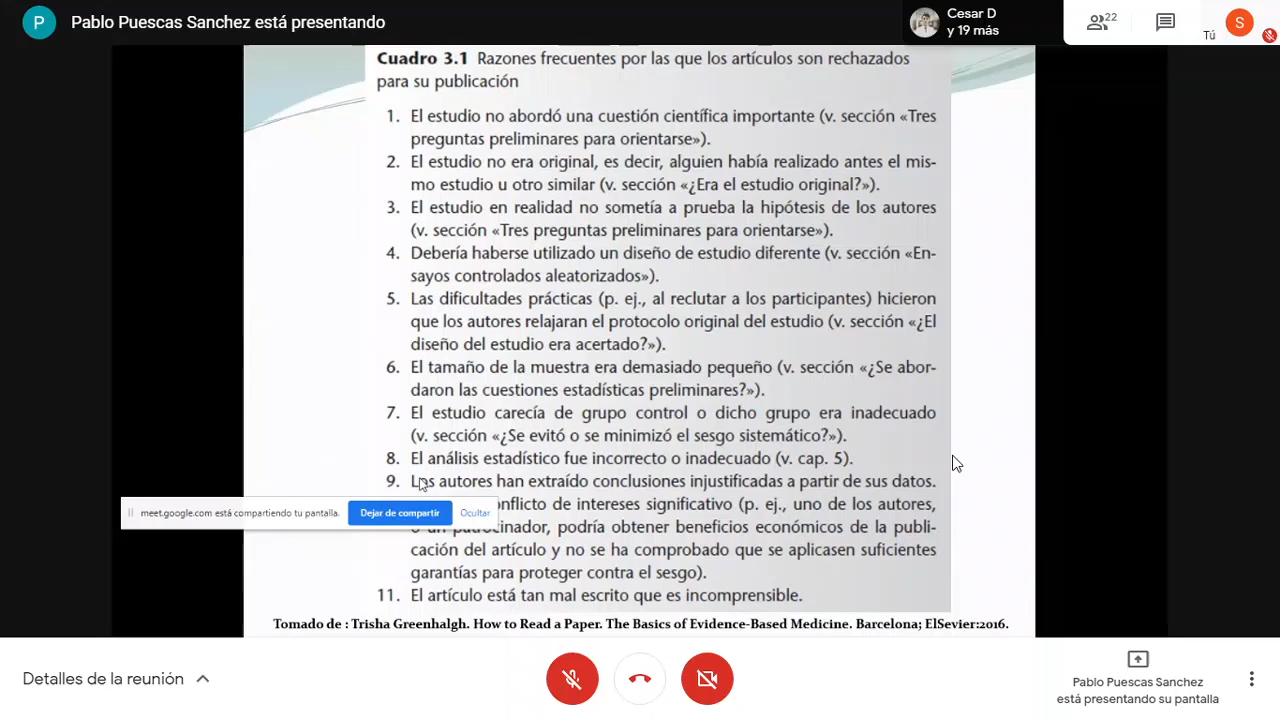 P Pablo Puescas Sanchez está presentando
Cesar D
y 19 más
22
Tú
S
Cuadro 3.1 Razones frecuentes por las que los artículos son rechazados
para su publicación
1. El estudio no abordó una cuestión científica importante (v. sección «Tres
preguntas preliminares para orientarse»).
2. El estudio no era original, es decir, alguien había realizado antes el mis-
mo estudio u otro similar (v. sección «¿Era el estudio original?»).
3. El estudio en realidad no sometía a prueba la hipótesis de los autores
(v. sección «Tres preguntas preliminares para orientarse»).
4. Debería haberse utilizado un diseño de estudio diferente (v. sección «En-
sayos controlados aleatorizados»).
5. Las dificultades prácticas (p. ej., al reclutar a los participantes) hicieron
que los autores relajaran el protocolo original del estudio (v. sección «¿El
diseño del estudio era acertado?»).
6. El tamaño de la muestra era demasiado pequeño (v. sección «¿Se abor-
daron las cuestiones estadísticas preliminares?»).
7. El estudio carecía de grupo control o dicho grupo era inadecuado
(v. sección «¿Se evitó o se minimizó el sesgo sistemático?»).
8. El análisis estadístico fue incorrecto o inadecuado (v. cap. 5).
9. Los autores han extraído conclusiones injustificadas a partir de sus datos.
de intereses significativo (p. ej., uno de los autores,
meet.google.com está compartiendo tu pantalla. Dejar de compartir Ocultar
podría obtener beneficios económicos de la publi-
cación del artículo y no se ha comprobado que se aplicasen suficientes
garantías para proteger contra el sesgo).
11. El artículo está tan mal escrito que es incomprensible.
Tomado de : Trisha Greenhalgh. How to Read a Paper. The Basics of Evidence-Based Medicine. Barcelona; ElSevier:2016.
Detalles de la reunión
Pablo Puescas Sanchez
está presentando su pantalla